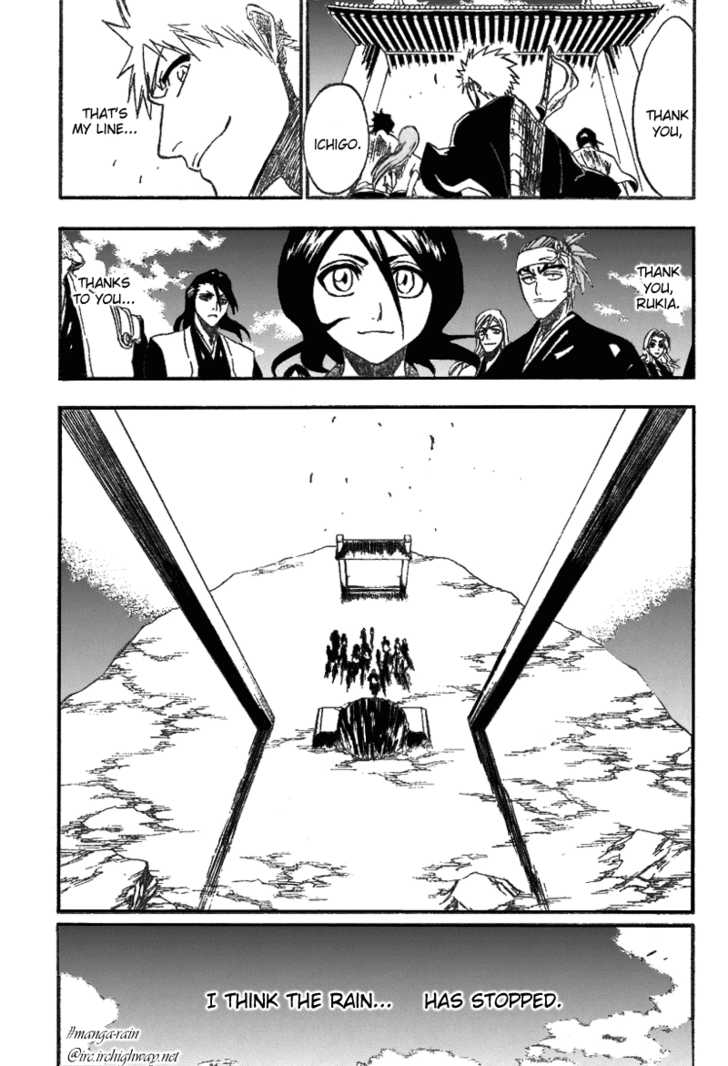 THANK
YOU,
ICHIGO.
THAT'S
MY LINE...
THANK
YOU,
RUKIA.
THANKS
TO YOU...
I THINK THE RAIN... HAS STOPPED.
#manga-rain
@irc.irchighway.net